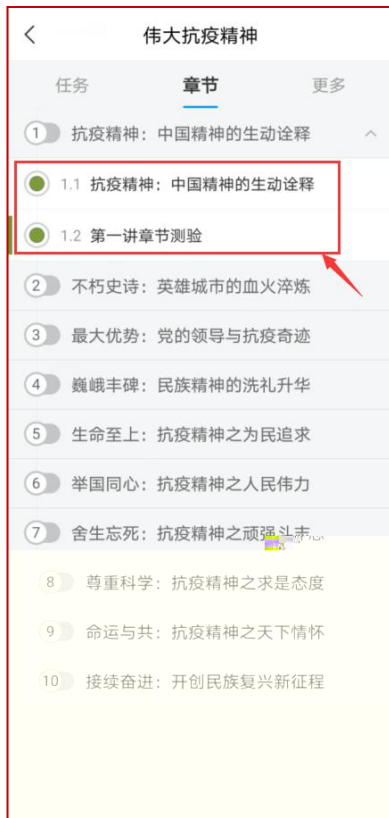 伟大抗疫精神
任务 章节 更多
1 抗疫精神：中国精神的生动诠释
1.1 抗疫精神：中国精神的生动诠释
1.2 第一讲章节测验
2 不朽史诗：英雄城市的血火淬炼
3 最大优势：党的领导与抗疫奇迹
4 巍峨丰碑：民族精神的洗礼升华
5 生命至上：抗疫精神之为民追求
6 举国同心：抗疫精神之人民伟力
7 舍生忘死：抗疫精神之顽强斗志
8 尊重科学：抗疫精神之求是态度
9 命运与共：抗疫精神之天下情怀
10 接续奋进：开创民族复兴新征程